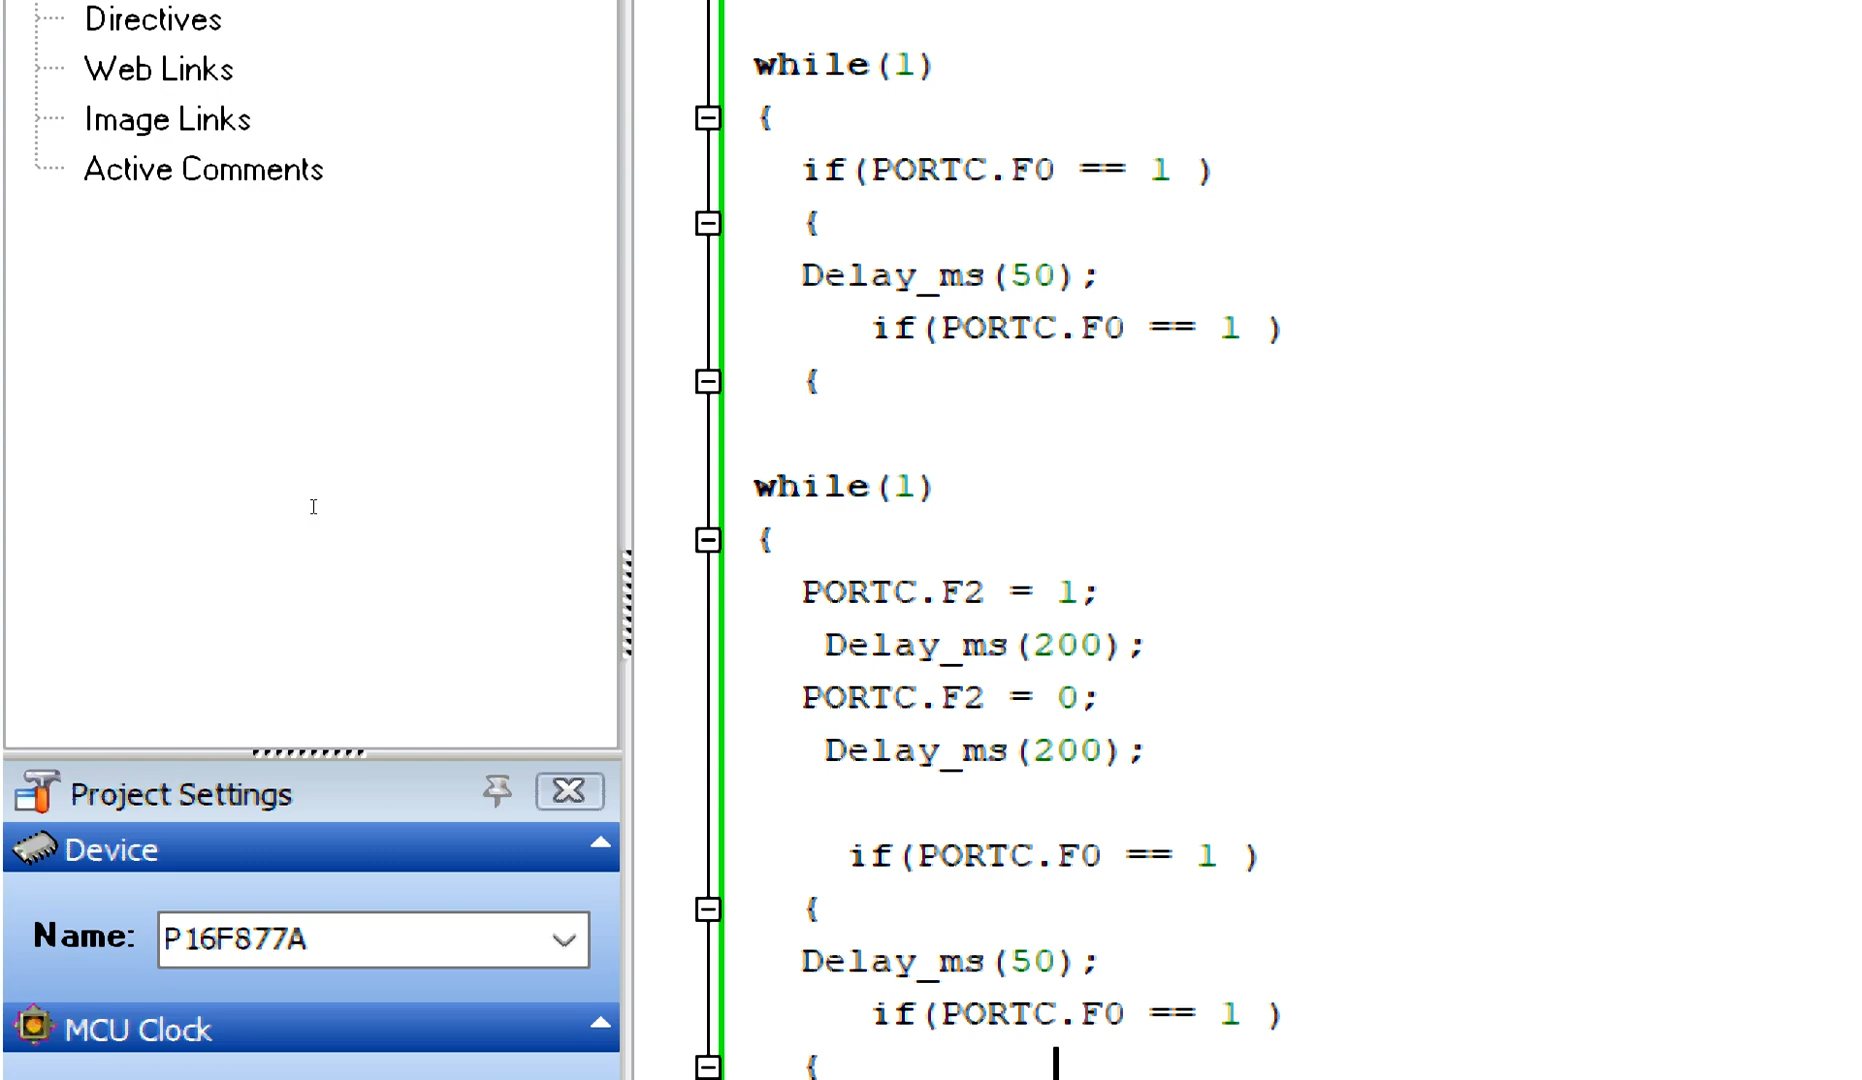 Directives
Web Links
Image Links
Active Comments
Project Settings
Device
Name: P16F877A
MCU Clock
while(1)
{
if(PORTC.F0 == 1 )
{
Delay_ms(50);
if(PORTC.F0 == 1 )
{
while(1)
{
PORTC.F2 = 1;
Delay_ms(200);
PORTC.F2 = 0;
Delay_ms(200);
if(PORTC.F0 == 1 )
{
Delay_ms(50);
if(PORTC.F0 == 1 )
{